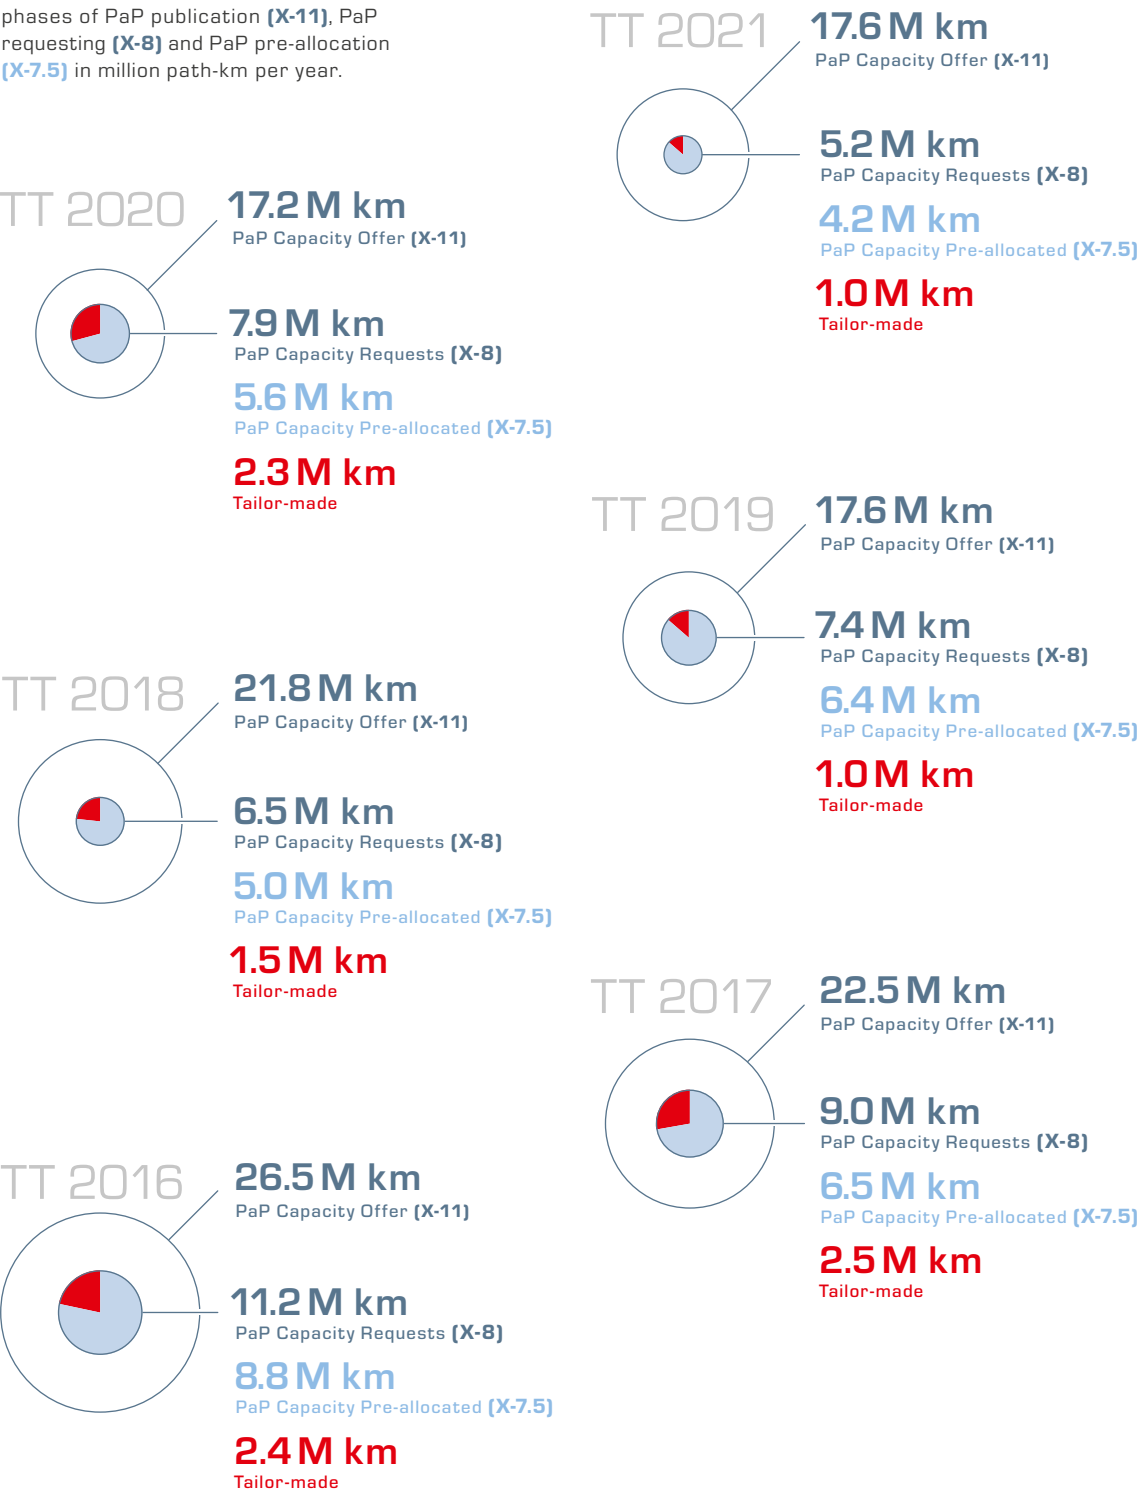 phases of PaP publication (X-11), PaP
requesting (X-8) and PaP pre-allocation
(X-7.5) in million path-km per year.
TT 2021
17.6 M km
PaP Capacity Offer (X-11)
5.2 M km
PaP Capacity Requests (X-8)
4.2 M km
PaP Capacity Pre-allocated (X-7.5)
1.0 M km
Tailor-made
TT 2020
17.2 M km
PaP Capacity Offer (X-11)
7.9 M km
PaP Capacity Requests (X-8)
5.6 M km
PaP Capacity Pre-allocated (X-7.5)
2.3 M km
Tailor-made
TT 2019
17.6 M km
PaP Capacity Offer (X-11)
7.4 M km
PaP Capacity Requests (X-8)
6.4 M km
PaP Capacity Pre-allocated (X-7.5)
1.0 M km
Tailor-made
TT 2018
21.8 M km
PaP Capacity Offer (X-11)
6.5 M km
PaP Capacity Requests (X-8)
5.0 M km
PaP Capacity Pre-allocated (X-7.5)
1.5 M km
Tailor-made
TT 2017
22.5 M km
PaP Capacity Offer (X-11)
9.0 M km
PaP Capacity Requests (X-8)
6.5 M km
PaP Capacity Pre-allocated (X-7.5)
2.5 M km
Tailor-made
TT 2016
26.5 M km
PaP Capacity Offer (X-11)
11.2 M km
PaP Capacity Requests (X-8)
8.8 M km
PaP Capacity Pre-allocated (X-7.5)
2.4 M km
Tailor-made